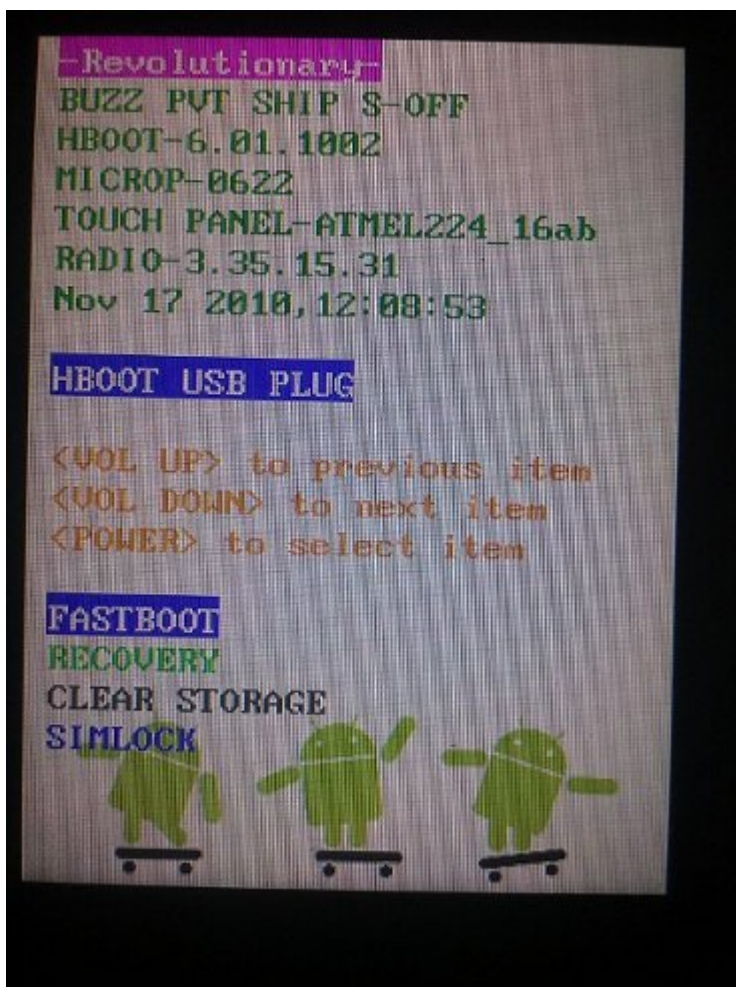 -Revolutionary-
BUZZ PVT SHIP S-OFF
HBOOT-6.01.1002
MICROP-0622
TOUCH PANEL-ATMEL224_16ab
RADIO-3.35.15.31
Nov 17 2010,12:08:53
HBOOT USB PLUG
<VOL UP> to previous item
<VOL DOWN> to next item
<POWER> to select item
FASTBOOT
RECOVERY
CLEAR STORAGE
SIMLOCK